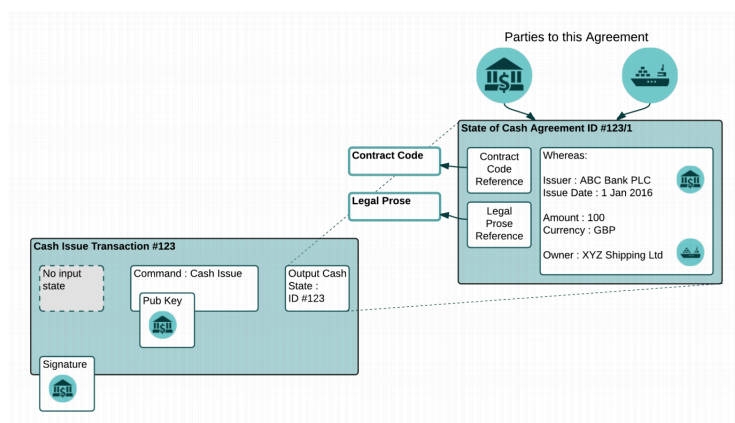 Parties to this Agreement
State of Cash Agreement ID #123/1
Contract Code
Contract
Code
Reference
Whereas:
Issuer : ABC Bank PLC
Issue Date : 1 Jan 2016
Amount : 100
Currency : GBP
Owner : XYZ Shipping Ltd
Legal Prose
Legal
Prose
Reference
Cash Issue Transaction #123
No input
state
Command : Cash Issue
Pub Key
Output Cash
State :
ID #123
Signature